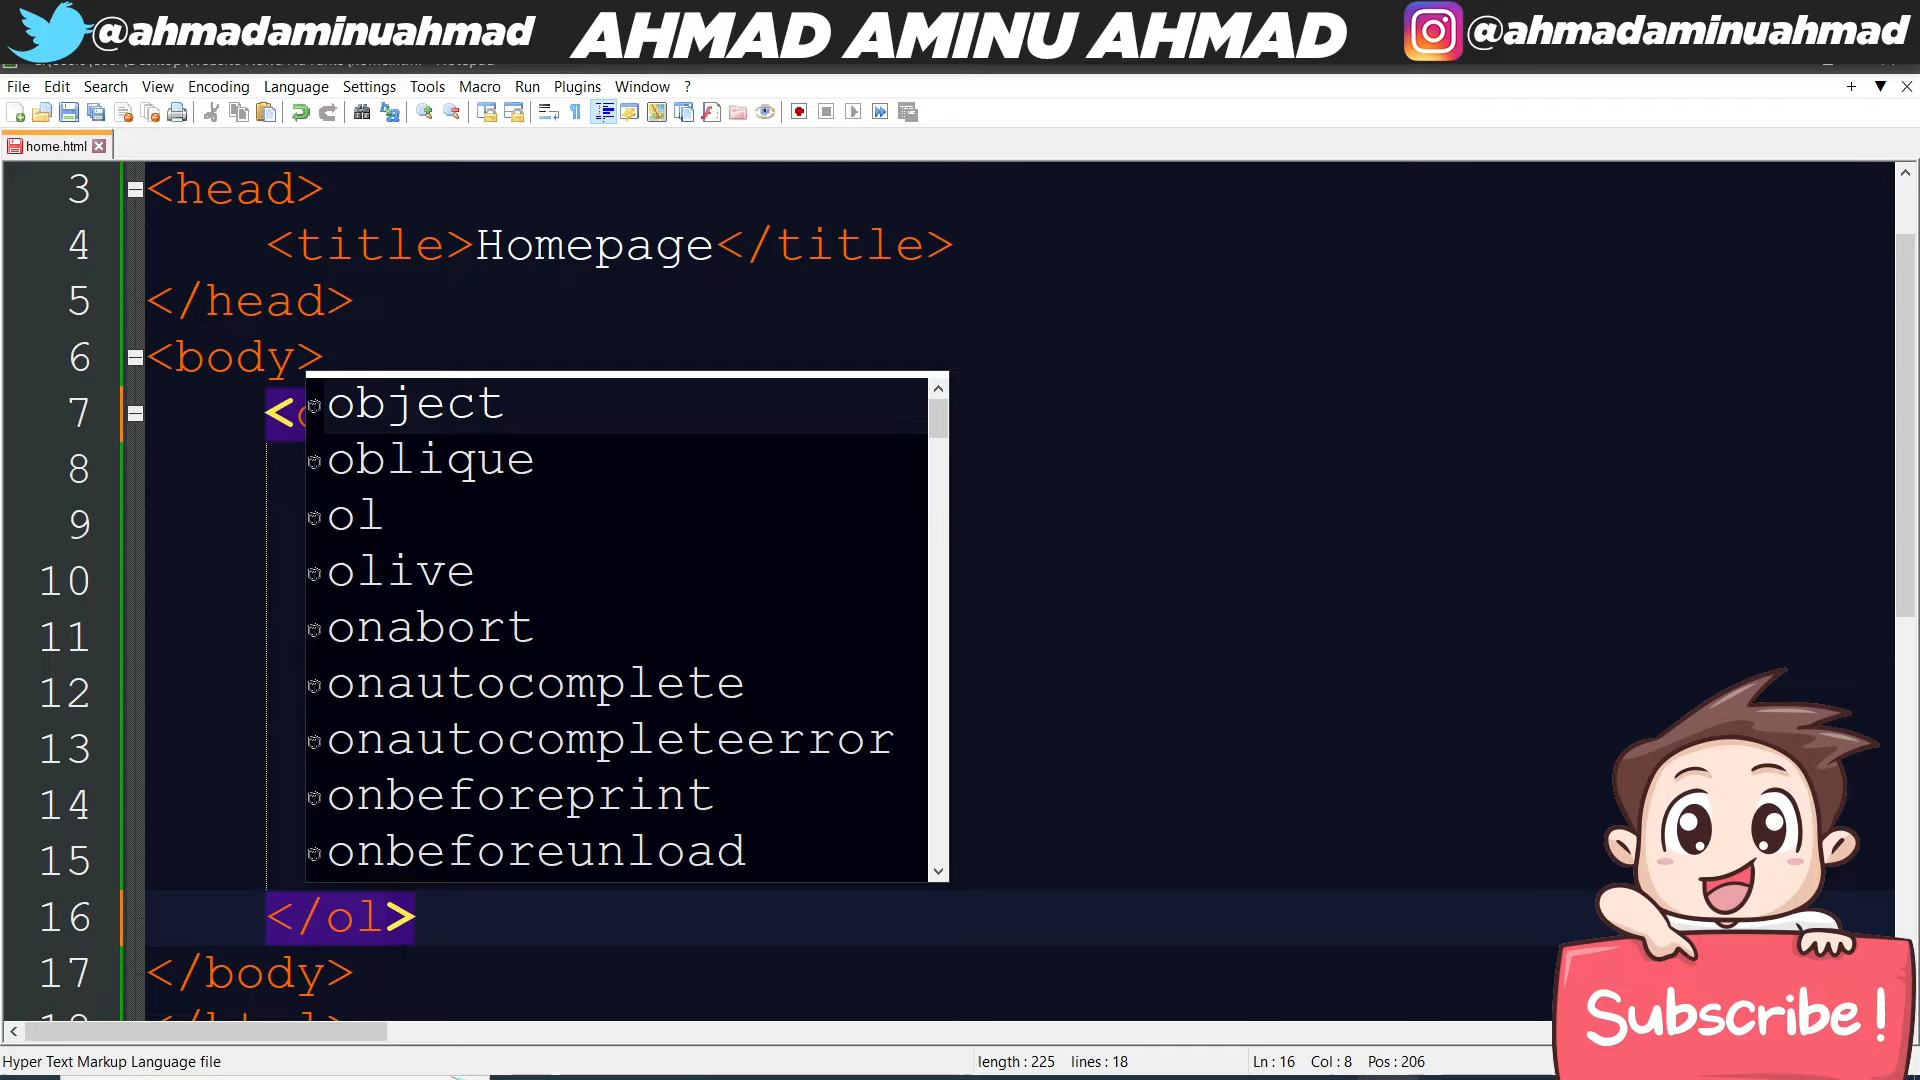 @ahmadaminuahmad AHMAD AMINU AHMAD @ahmadaminuahmad
File Edit Search View Encoding Language Settings Tools Macro Run Plugins Window ?
home.html
3 <head>
4 <title>Homepage</title>
5 </head>
6 <body>
7 <o
object
8 oblique
9 ol
10 olive
11 onabort
12 onautocomplete
13 onautocompleteerror
14 onbeforeprint
15 onbeforeunload
16 </ol>
17 </body>
Subscribe!
Hyper Text Markup Language file length : 225 lines : 18 Ln : 16 Col : 8 Pos : 206